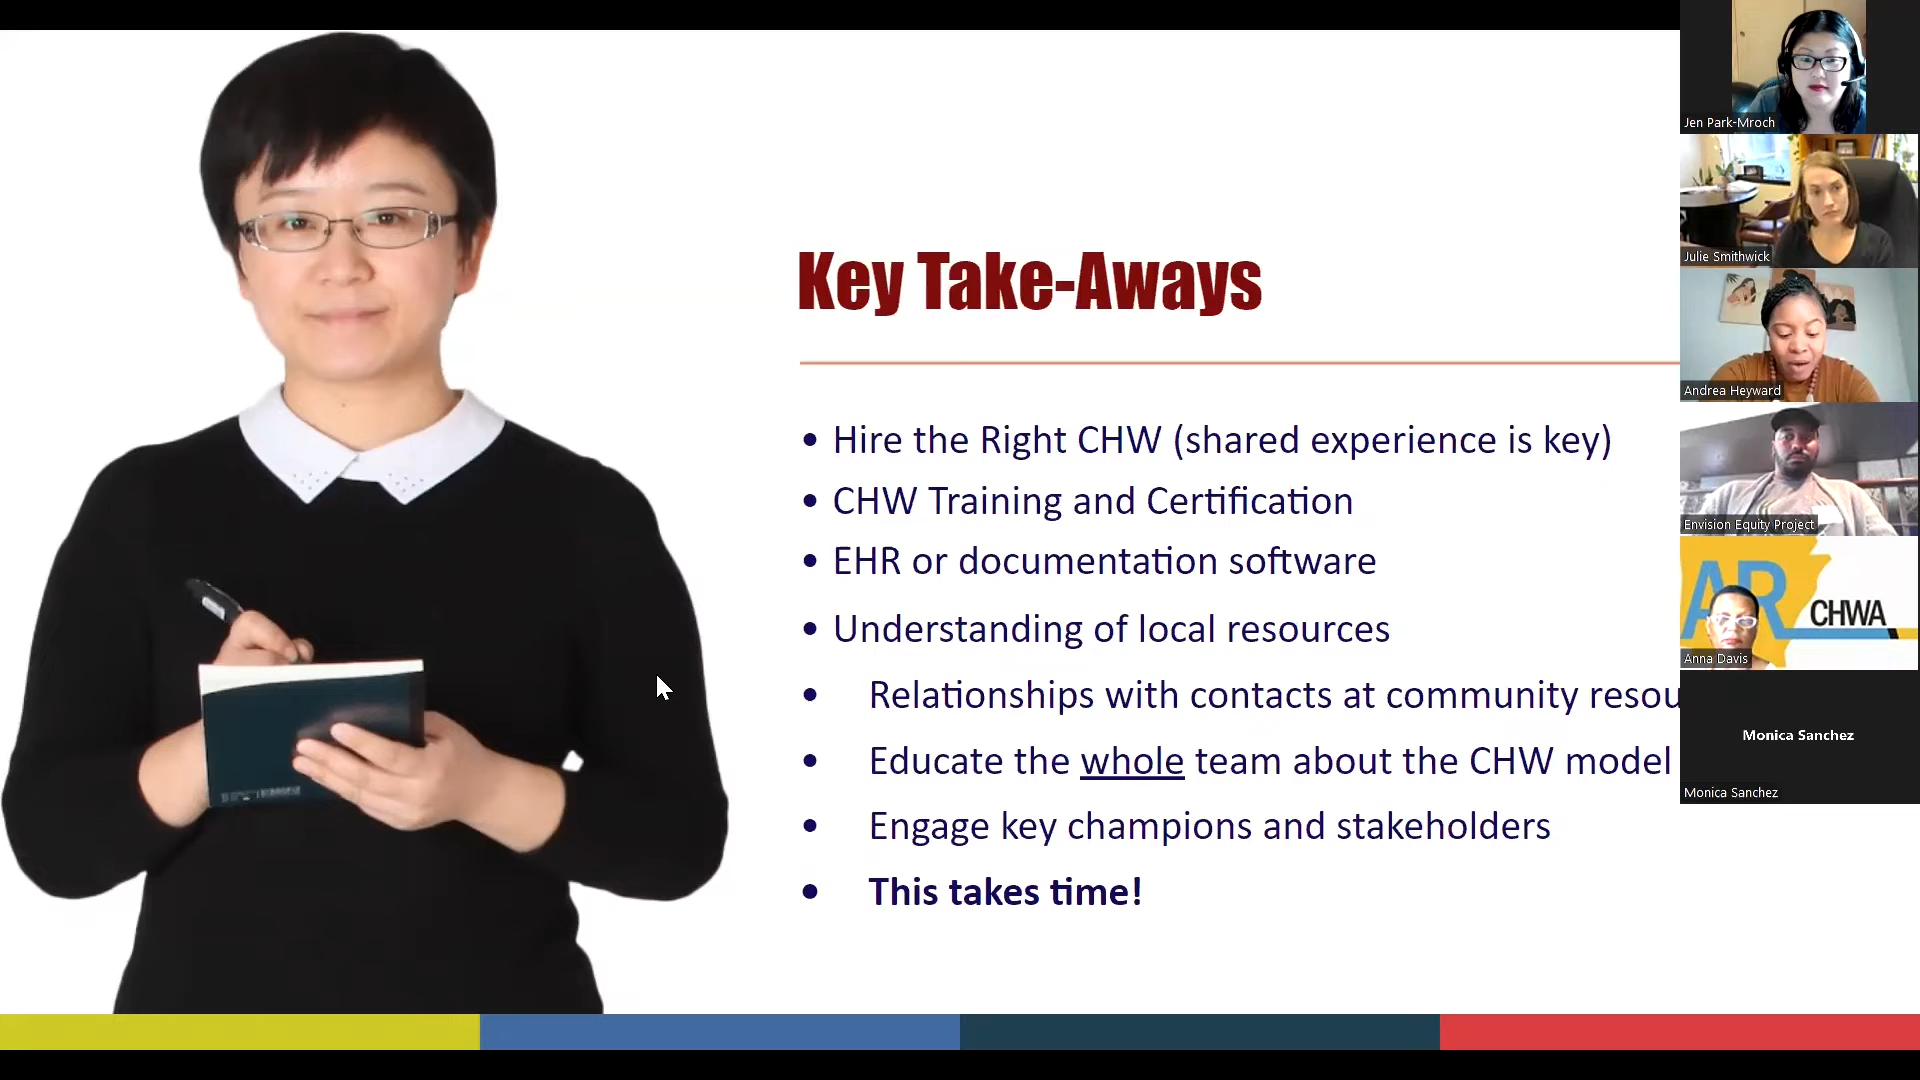 Key Take-Aways
• Hire the Right CHW (shared experience is key)
• CHW Training and Certification
• EHR or documentation software
• Understanding of local resources
• Relationships with contacts at community resou
• Educate the whole team about the CHW model
• Engage key champions and stakeholders
• This takes time!
Jen Park-Mroch
Julie Smithwick
Andrea Heyward
Envision Equity Project
AR
CHWA
Anna Davis
Monica Sanchez
Monica Sanchez